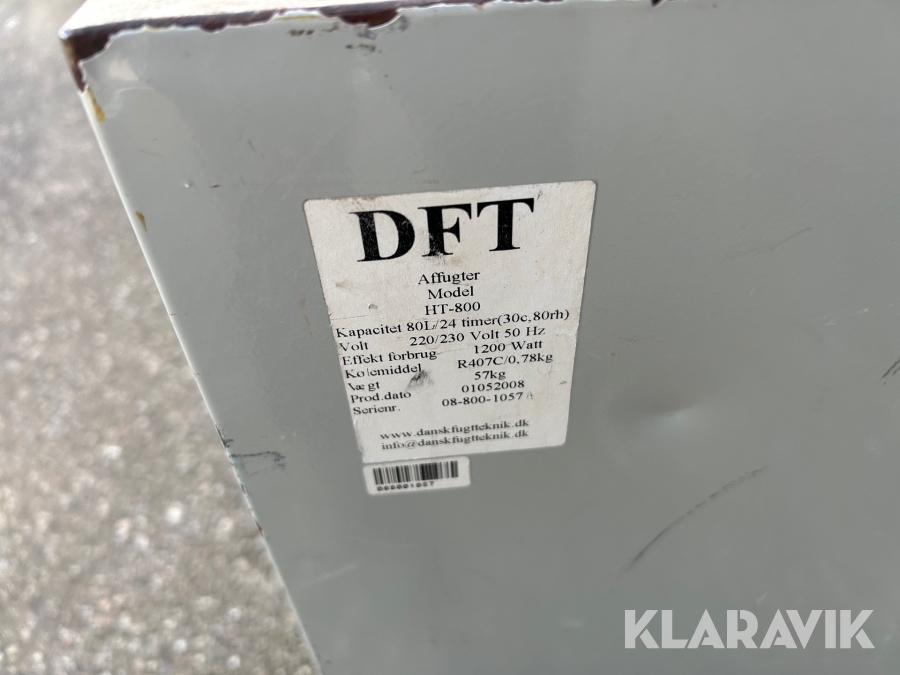 DFT
Affugter
Model
HT-800
Kapacitet 80L/24 timer(30c,80rh)
Volt 220/230 Volt 50 Hz
Effekt forbrug 1200 Watt
Kølemiddel R407C/0,78kg
Vægt 57kg
Prod.dato 01052008
Serienr. 08-800-1057
www.danskfugtteknik.dk
info@danskfugtteknik.dk
KLARAVIK